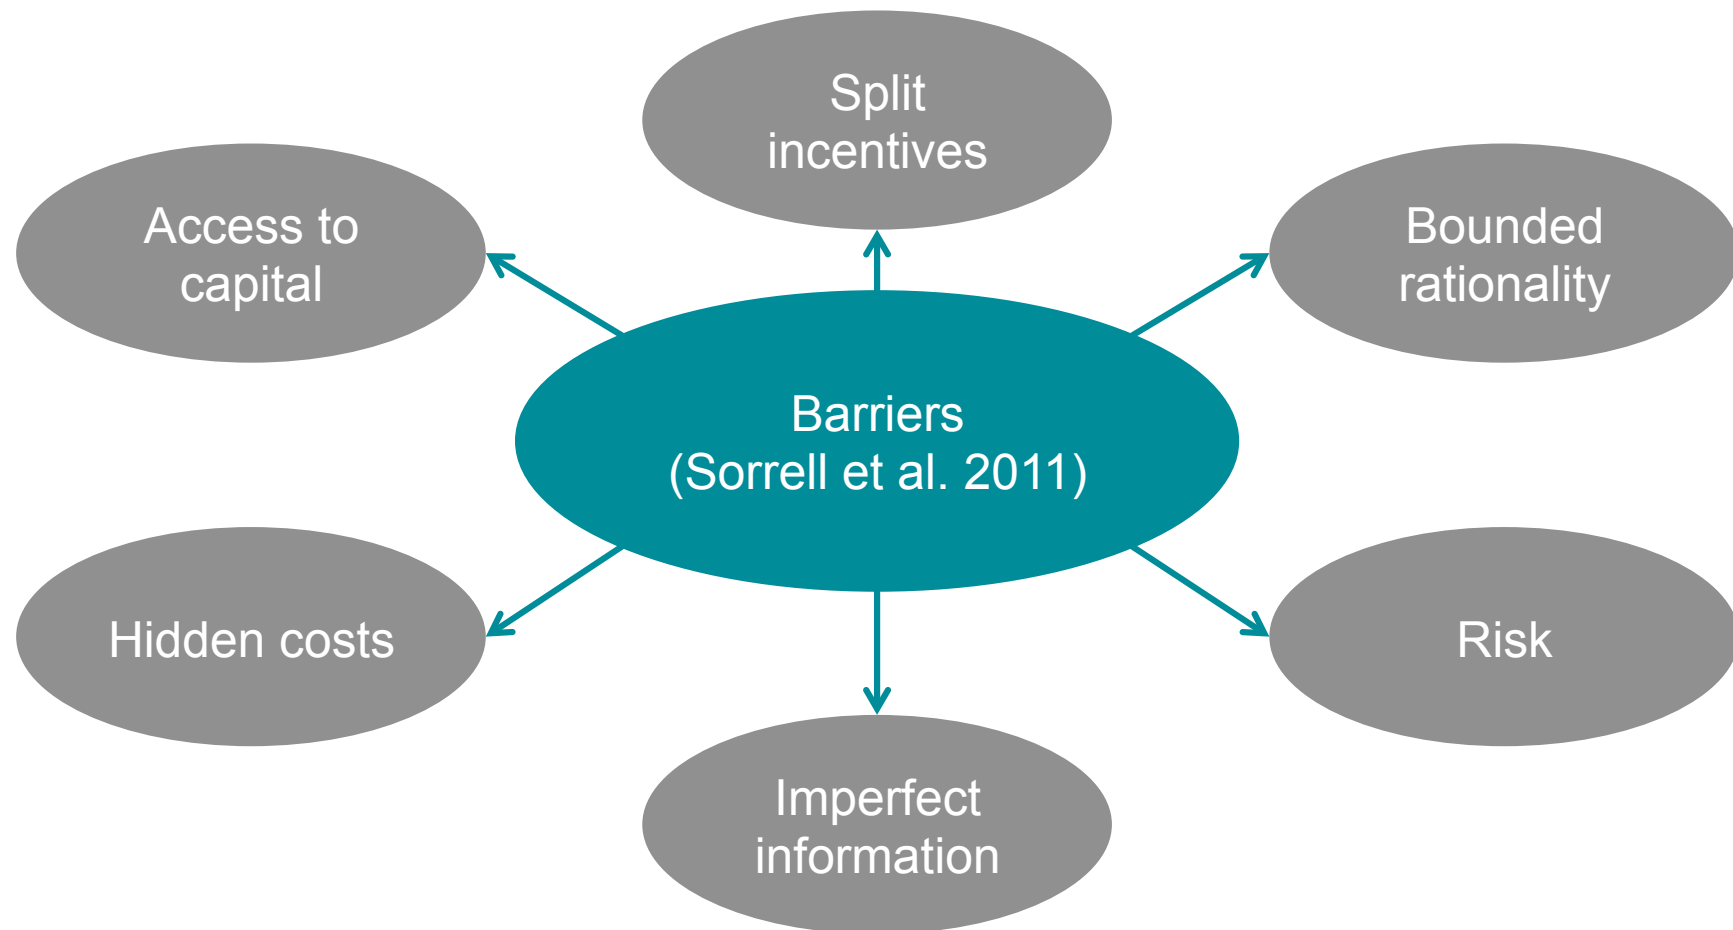 Split
incentives
Access to
capital
Bounded
rationality
Barriers
(Sorrell et al. 2011)
Hidden costs
Risk
Imperfect
information